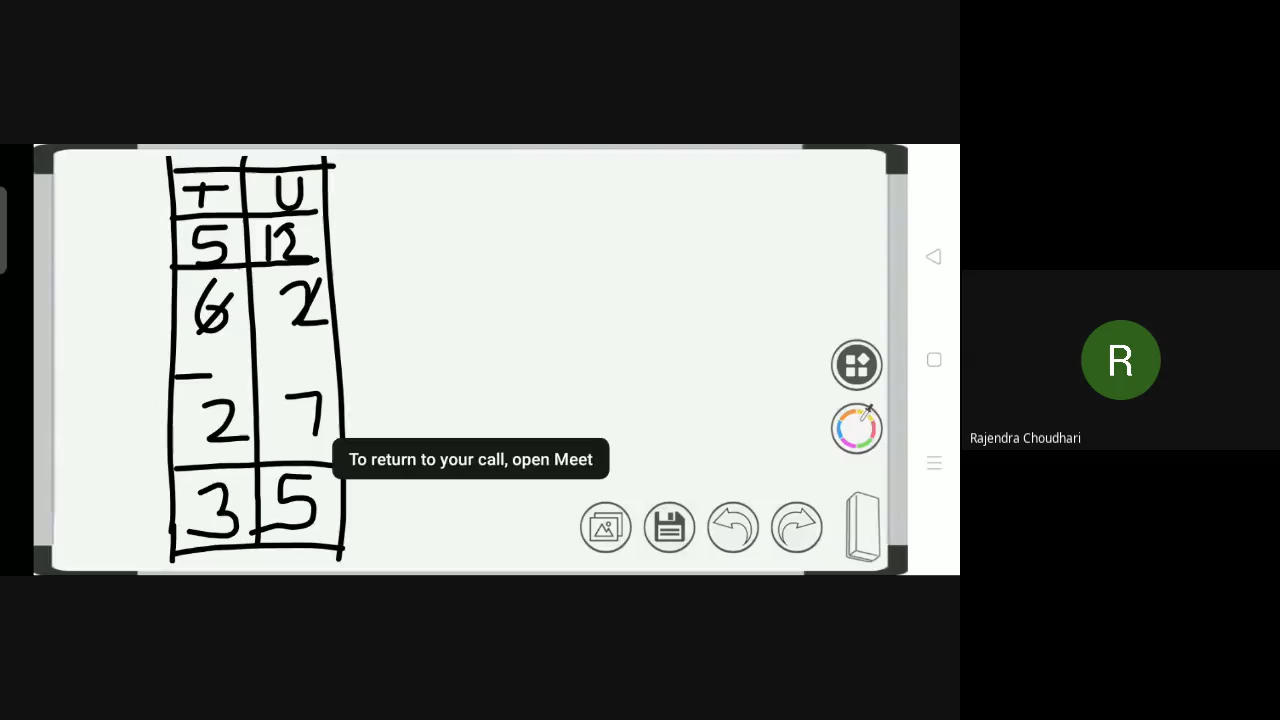 T U
5 12
6 2
-
2 7
To return to your call, open Meet
3 5
R
Rajendra Choudhari